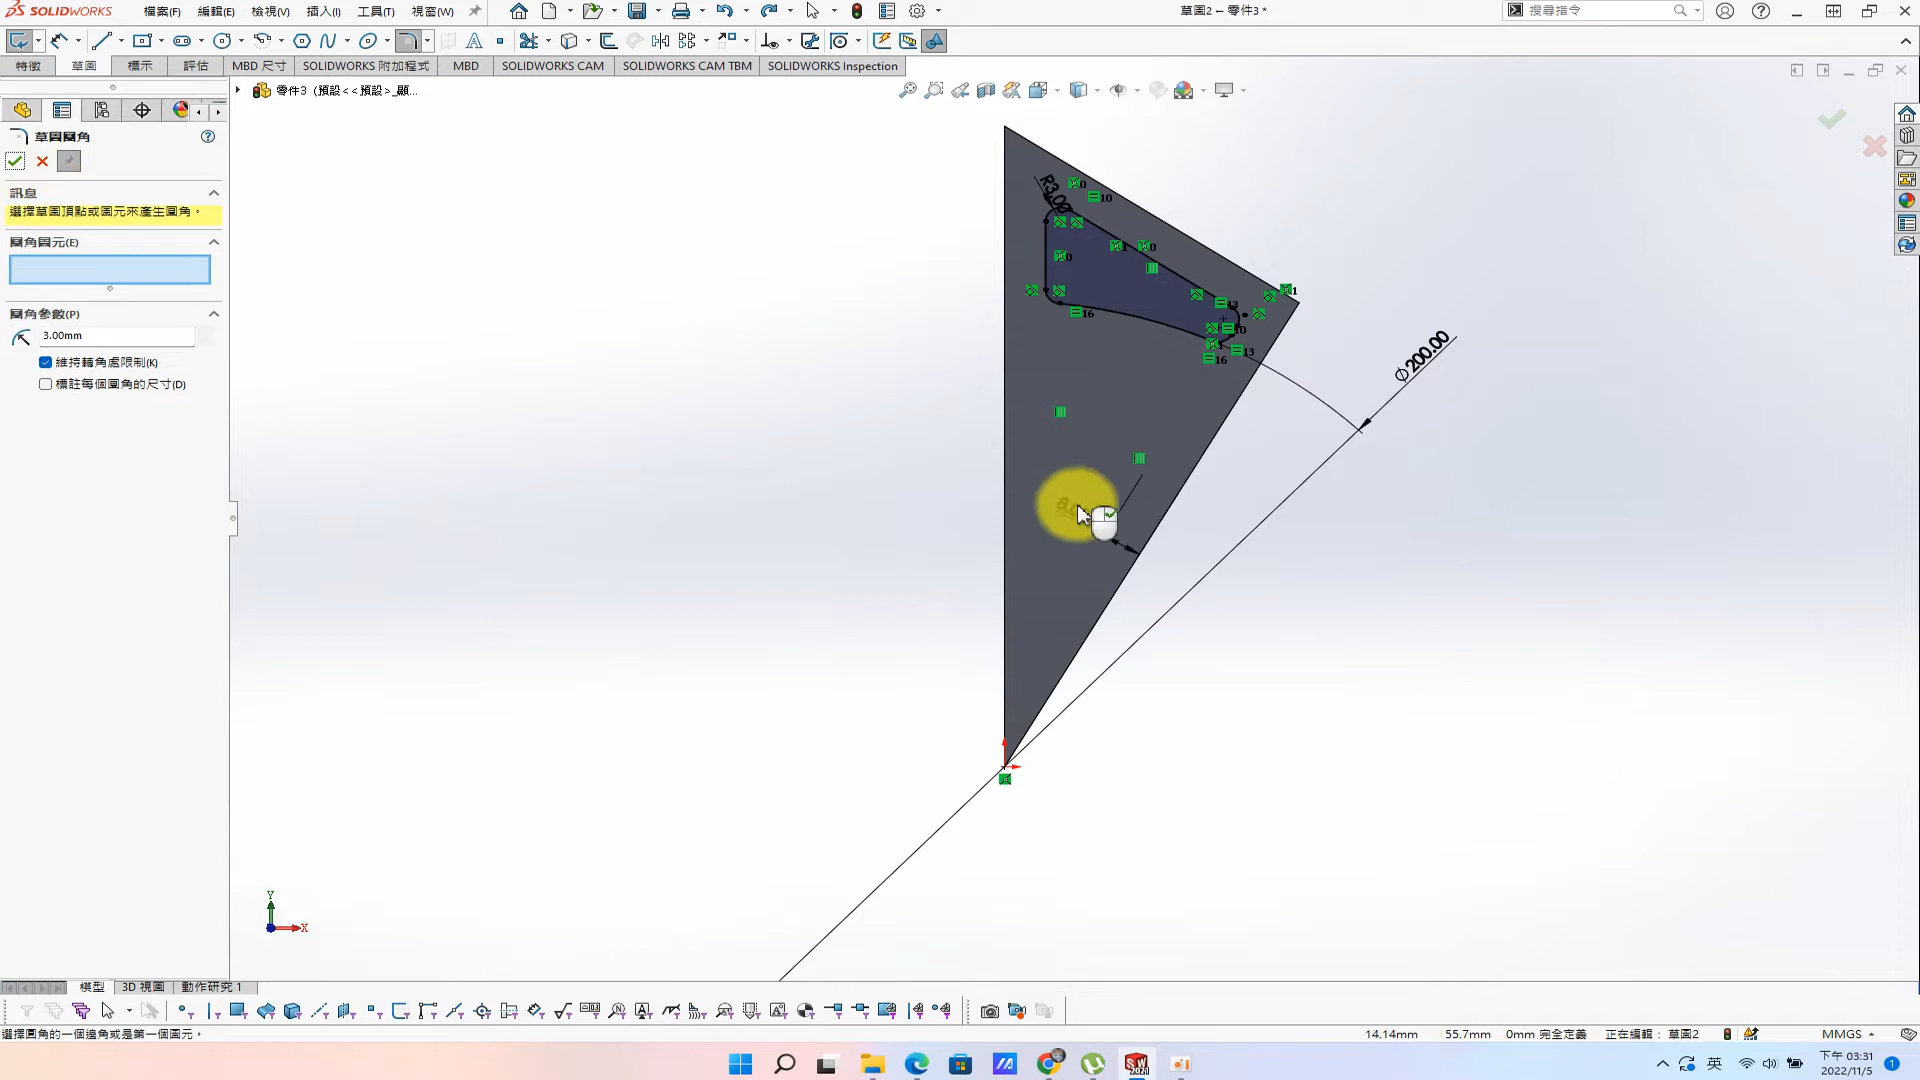 SOLIDWORKS 檔案(F) 編輯(E) 檢視(V) 插入(I) 工具(T) 視窗(W) 草圖2 – 零件3 * 搜尋指令
特徵 草圖 標示 評估 MBD 尺寸 SOLIDWORKS 附加程式 MBD SOLIDWORKS CAM SOLIDWORKS CAM TBM SOLIDWORKS Inspection
零件3 (預設<<預設>_顯...
草圖圓角
訊息
選擇草圖頂點或圖元來產生圓角。
圓角圖元(E)
圓角參數(P)
3.00mm
維持轉角處限制(K)
標註每個圓角的尺寸(D)
R3.00
10
13
16
10
13
16
Φ200.00
Y
X
模型 3D 視圖 動作研究 1
選擇圓角的一個邊角或是第一個圖元。 14.14mm 55.7mm 0mm 完全定義 正在編輯： 草圖2 MMGS
英 下午 03:31
2022/11/5 1